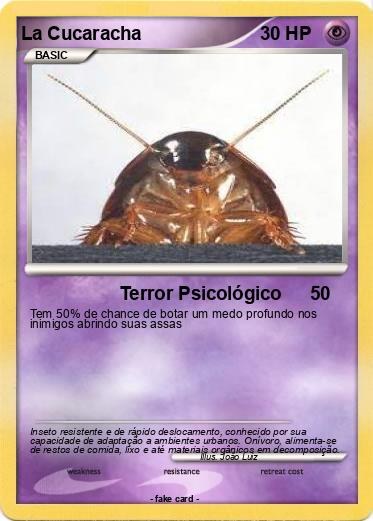 La Cucaracha 30 HP
BASIC
Terror Psicológico 50
Tem 50% de chance de botar um medo profundo nos
inimigos abrindo suas assas
Inseto resistente e de rápido deslocamento, conhecido por sua
capacidade de adaptação a ambientes urbanos. Onívoro, alimenta-se
de restos de comida, lixo e até materiais orgânicos em decomposição.
Illus. João Luiz
weakness resistance retreat cost
- fake card -